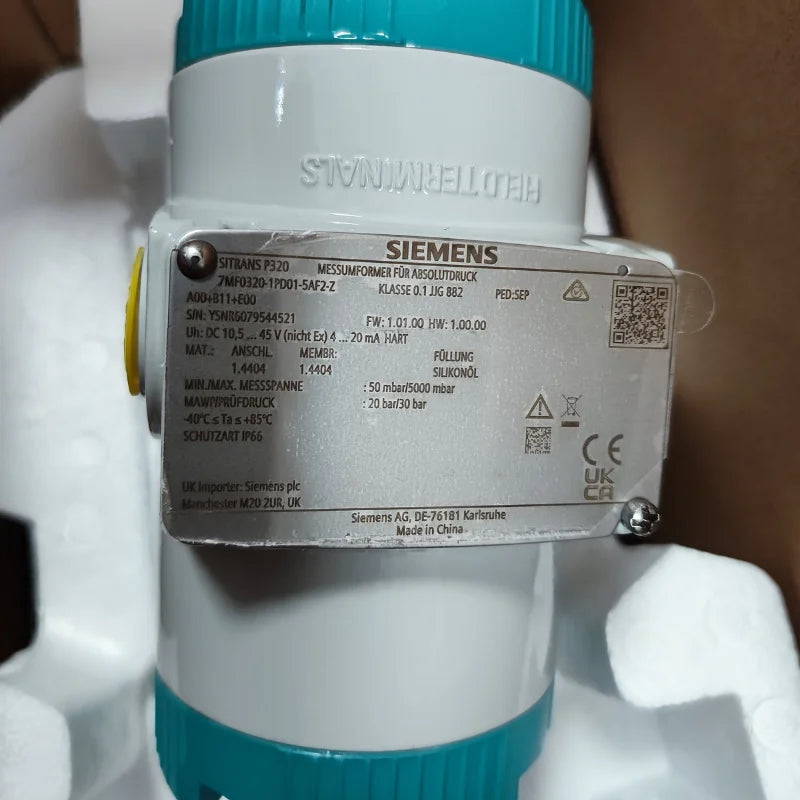 FIELD TERMINALS
SIEMENS
SITRANS P320 MESSUMFORMER FÜR ABSOLUTDRUCK
7MF0320-1PD01-5AF2-Z KLASSE 0.1 JJG 882 PED:SEP
A00+B11+E00
S/N: YSNR6079544521 FW: 1.01.00 HW: 1.00.00
Uh: DC 10,5 ... 45 V (nicht Ex) 4 ... 20 mA HART
MAT.: ANSCHL. MEMBR: FÜLLUNG
1.4404 1.4404 SILIKONÖL
MIN./MAX. MESSSPANNE : 50 mbar/5000 mbar
MAWP/PRÜFDRUCK : 20 bar/30 bar
-40°C ≤ Ta ≤ +85°C
SCHUTZART IP66
CE
UK
CA
UK Importer: Siemens plc
Manchester M20 2UR, UK
Siemens AG, DE-76181 Karlsruhe
Made in China